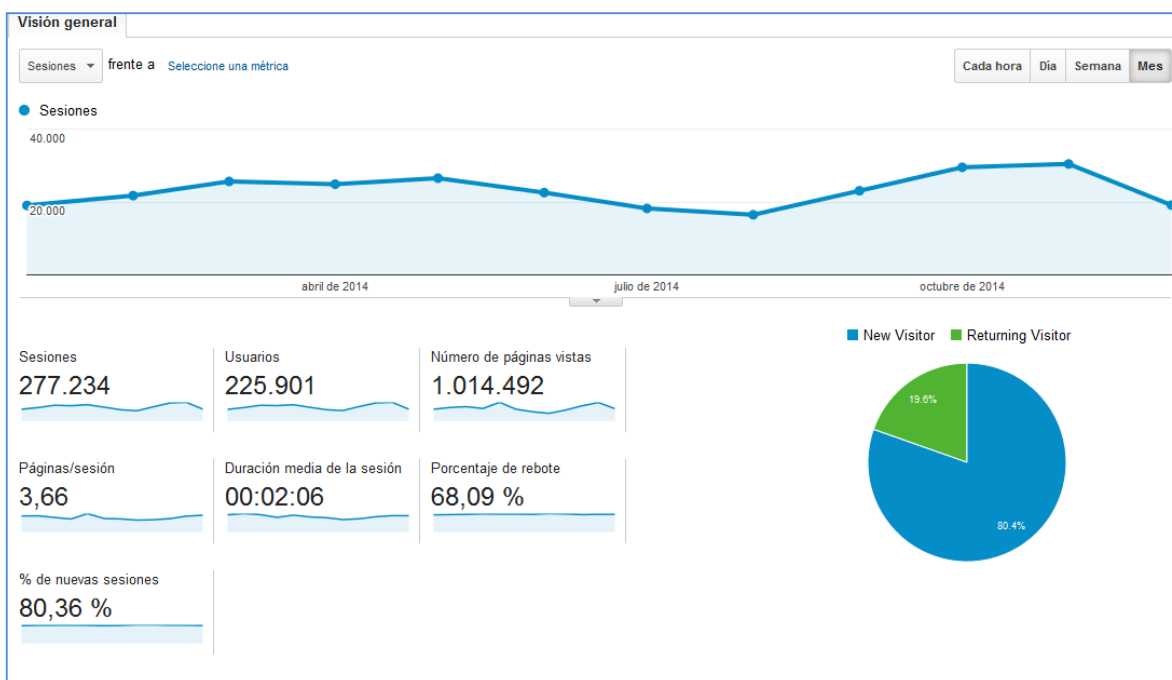 Visión general
Sesiones frente a Seleccione una métrica
Cada hora Día Semana Mes
Sesiones
40.000
20.000
abril de 2014 julio de 2014 octubre de 2014
New Visitor Returning Visitor
Sesiones Usuarios Número de páginas vistas
277.234 225.901 1.014.492
19.6%
80.4%
Páginas/sesión Duración media de la sesión Porcentaje de rebote
3,66 00:02:06 68,09 %
% de nuevas sesiones
80,36 %